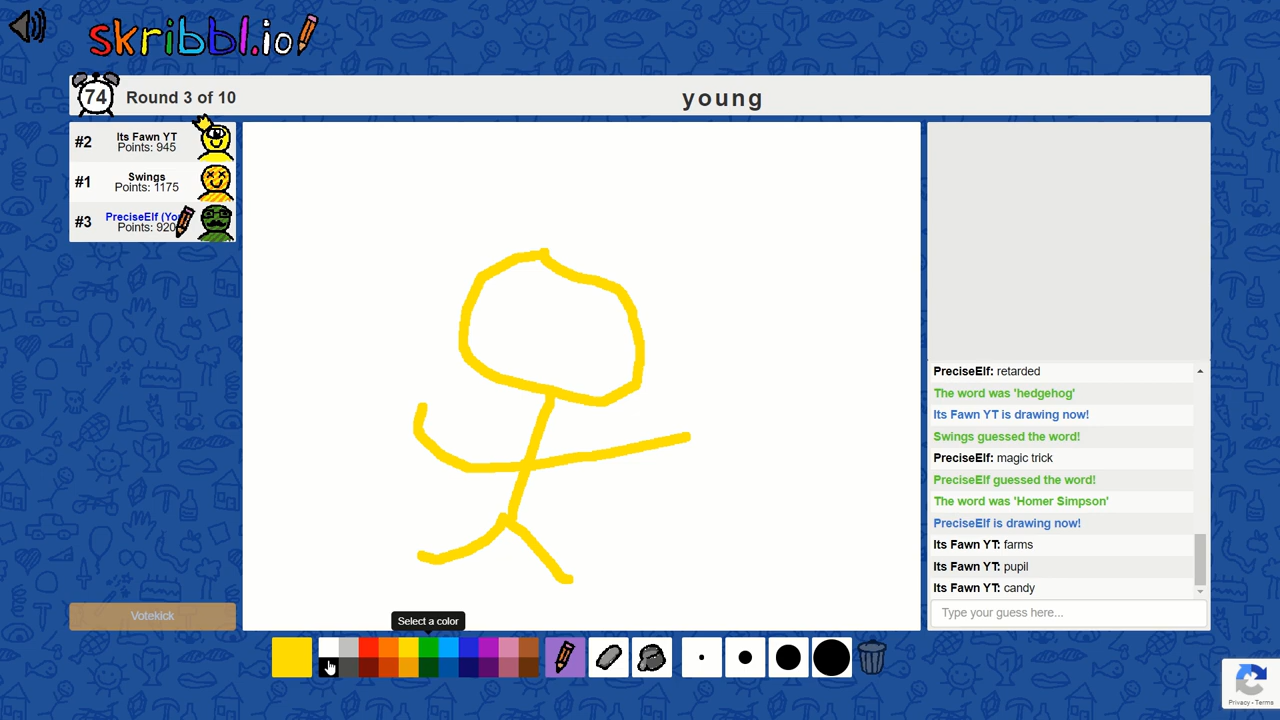 skribbl.io
74
Round 3 of 10
young
#2
Its Fawn YT
Points: 945
#1
Swings
Points: 1175
#3
PreciseElf (Yo
Points: 920
PreciseElf: retarded
The word was 'hedgehog'
Its Fawn YT is drawing now!
Swings guessed the word!
PreciseElf: magic trick
PreciseElf guessed the word!
The word was 'Homer Simpson'
PreciseElf is drawing now!
Its Fawn YT: farms
Its Fawn YT: pupil
Its Fawn YT: candy
Type your guess here...
Votekick
Select a color
Privacy - Terms